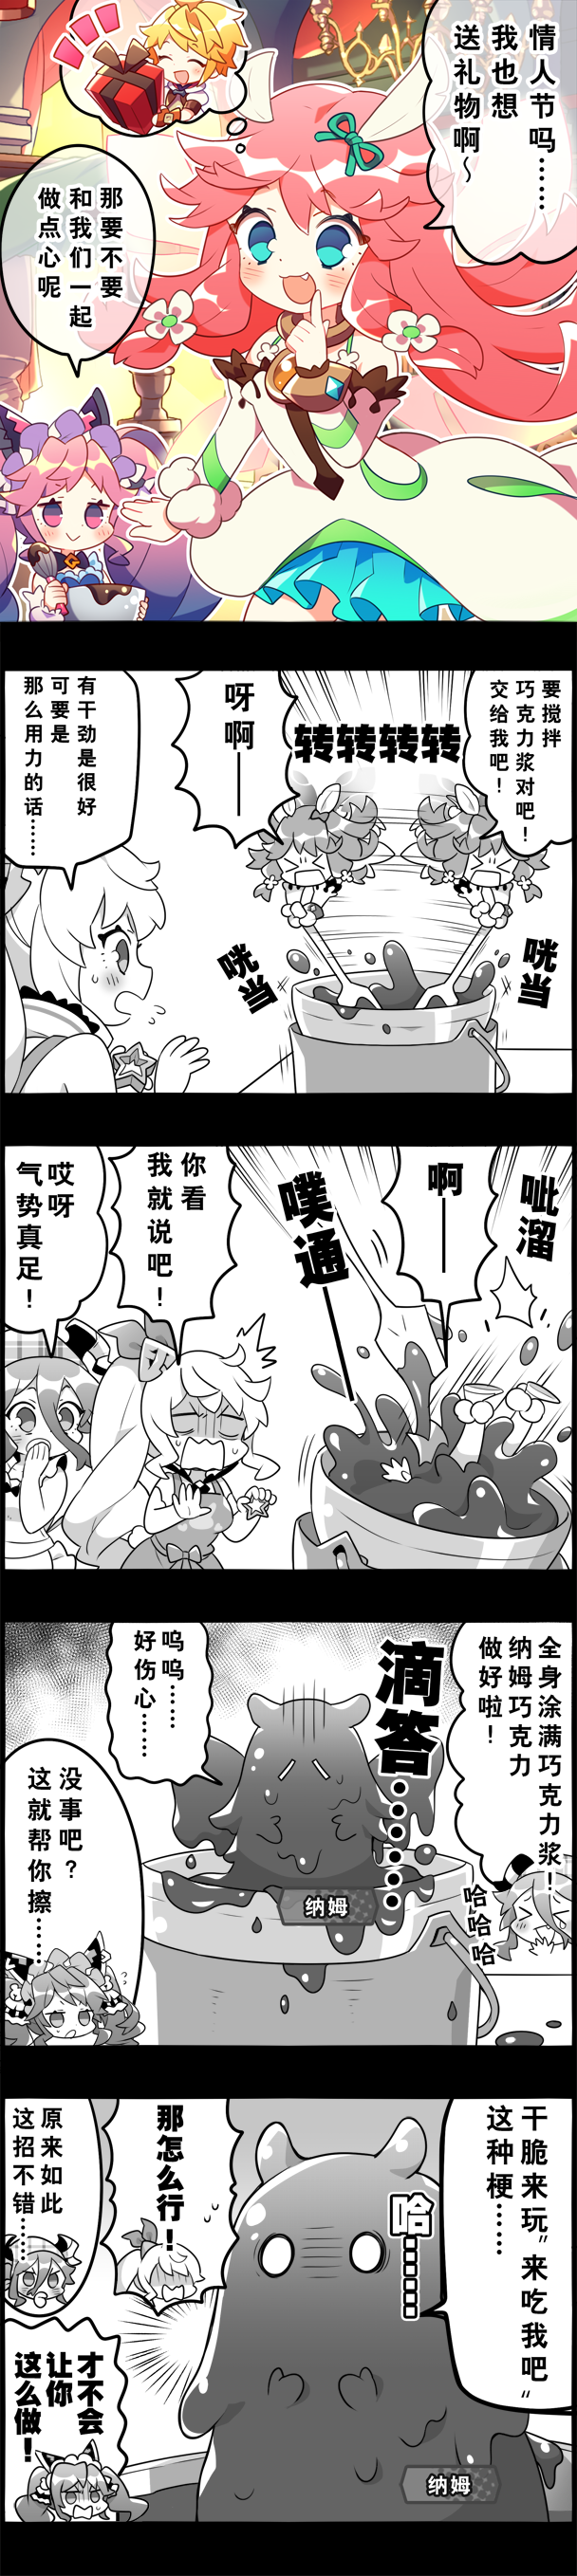 情人节吗……
我也想
送礼物啊~
那要不要
和我们一起
做点心呢
要搅拌
巧克力浆对吧！
交给我吧！
转转转转
呀啊——
咣当
咣当
有干劲是很好
可要是
那么用力的话……
呲溜
啊——
噗通——
你看
我就说吧！
哎呀
气势真足！
全身涂满巧克力浆！
纳姆巧克力
做好啦！
哈哈哈
滴答……
呜呜……
好伤心……
纳姆
没事吧？
这就帮你擦……
干脆来玩"来吃我吧"
这种梗……
哈……
那怎么行！
原来如此
这招不错……
才不会
让你
这么做！
纳姆